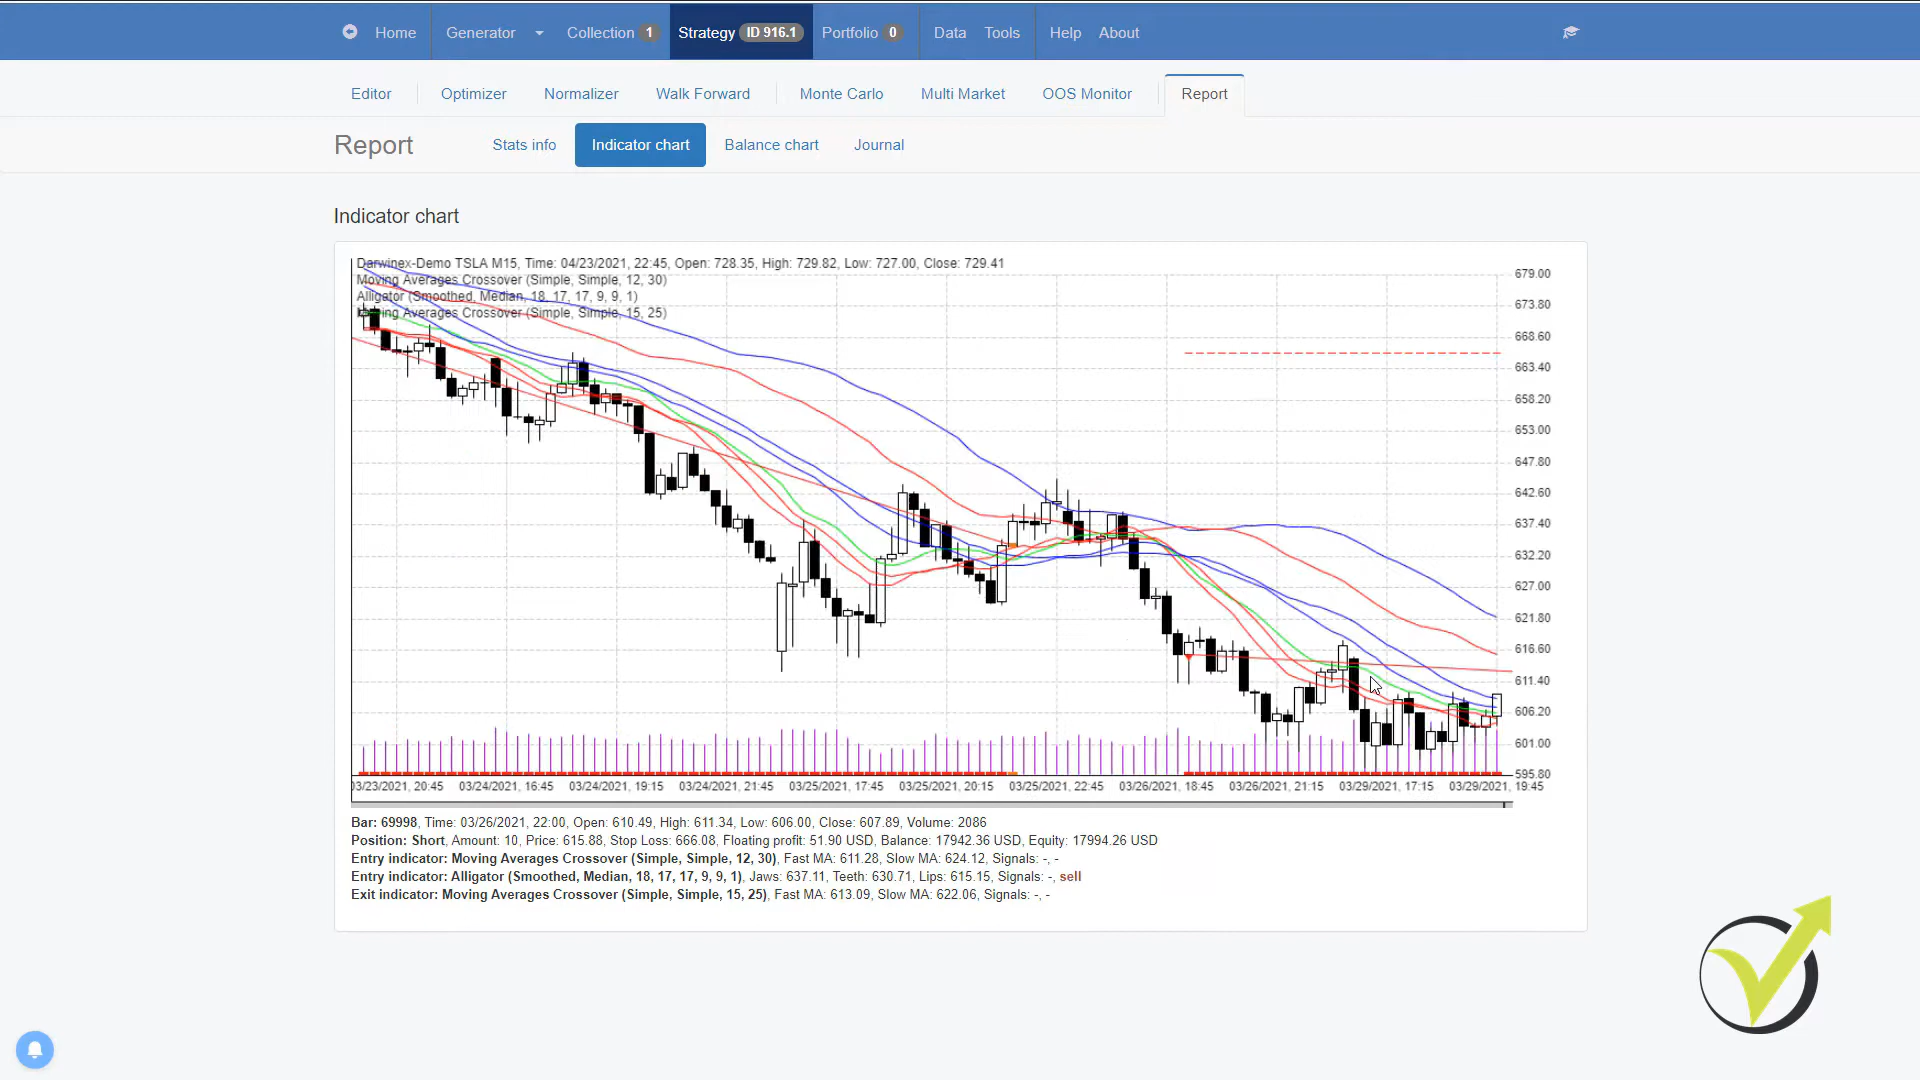 Home Generator Collection 1 Strategy ID 916.1 Portfolio 0 Data Tools Help About
Editor Optimizer Normalizer Walk Forward Monte Carlo Multi Market OOS Monitor Report
Report Stats info Indicator chart Balance chart Journal
Indicator chart
Darwinex-Demo TSLA M15, Time: 04/23/2021, 22:45, Open: 728.35, High: 729.82, Low: 727.00, Close: 729.41
Moving Averages Crossover (Simple, Simple, 12, 30)
Alligator (Smoothed, Median, 18, 17, 17, 9, 9, 1)
Moving Averages Crossover (Simple, Simple, 15, 25)
679.00
673.80
668.60
663.40
658.20
653.00
647.80
642.60
637.40
632.20
627.00
621.80
616.60
611.40
606.20
601.00
595.80
03/23/2021, 20:45 03/24/2021, 16:45 03/24/2021, 19:15 03/24/2021, 21:45 03/25/2021, 17:45 03/25/2021, 20:15 03/25/2021, 22:45 03/26/2021, 18:45 03/26/2021, 21:15 03/29/2021, 17:15 03/29/2021, 19:45
Bar: 69998, Time: 03/26/2021, 22:00, Open: 610.49, High: 611.34, Low: 606.00, Close: 607.89, Volume: 2086
Position: Short, Amount: 10, Price: 615.88, Stop Loss: 666.08, Floating profit: 51.90 USD, Balance: 17942.36 USD, Equity: 17994.26 USD
Entry indicator: Moving Averages Crossover (Simple, Simple, 12, 30), Fast MA: 611.28, Slow MA: 624.12, Signals: -, -
Entry indicator: Alligator (Smoothed, Median, 18, 17, 17, 9, 9, 1), Jaws: 637.11, Teeth: 630.71, Lips: 615.15, Signals: -, sell
Exit indicator: Moving Averages Crossover (Simple, Simple, 15, 25), Fast MA: 613.09, Slow MA: 622.06, Signals: -, -